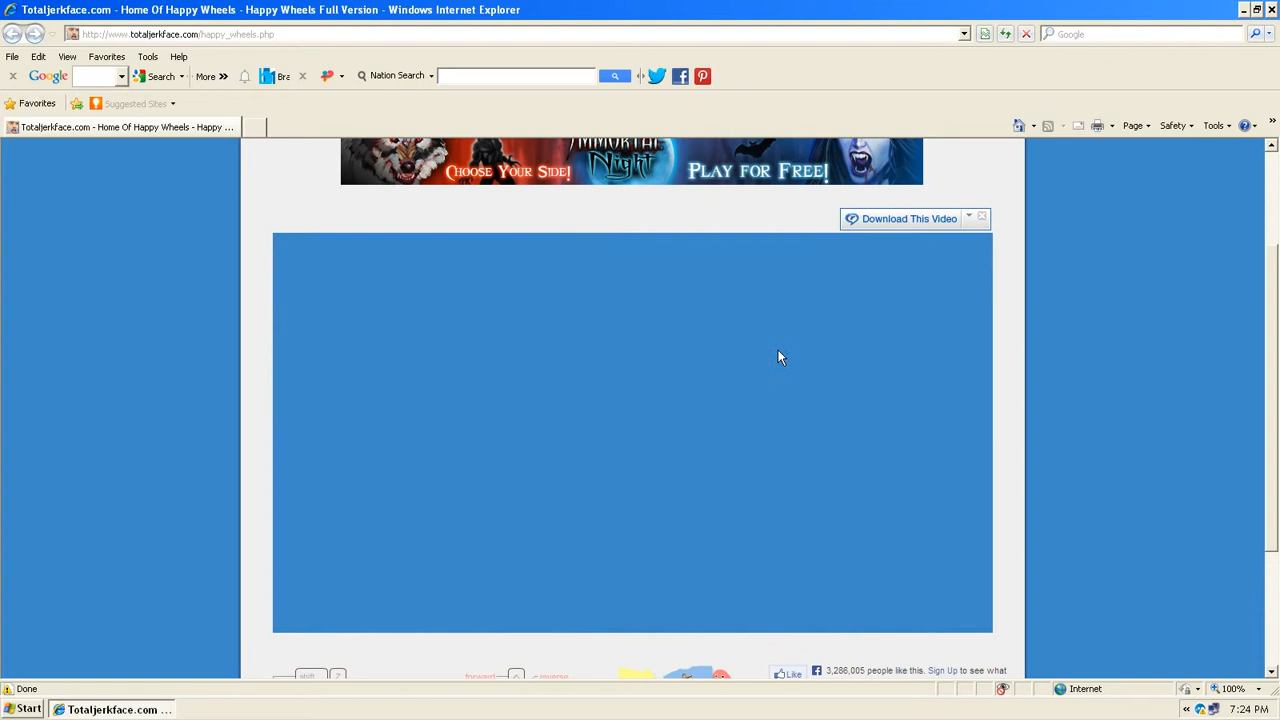 Totaljerkface.com - Home Of Happy Wheels - Happy Wheels Full Version - Windows Internet Explorer
http://www.totaljerkface.com/happy_wheels.php
Google
File Edit View Favorites Tools Help
x Google Search More » Bra x Nation Search
Favorites Suggested Sites
Totaljerkface.com - Home Of Happy Wheels - Happy ...
Page Safety Tools
IMMORTAL
CHOOSE YOUR SIDE! Night PLAY FOR FREE!
Download This Video
shift Z forward inverse Like 3,286,005 people like this. Sign Up to see what
Done Internet 100%
Start Totaljerkface.com ... 7:24 PM